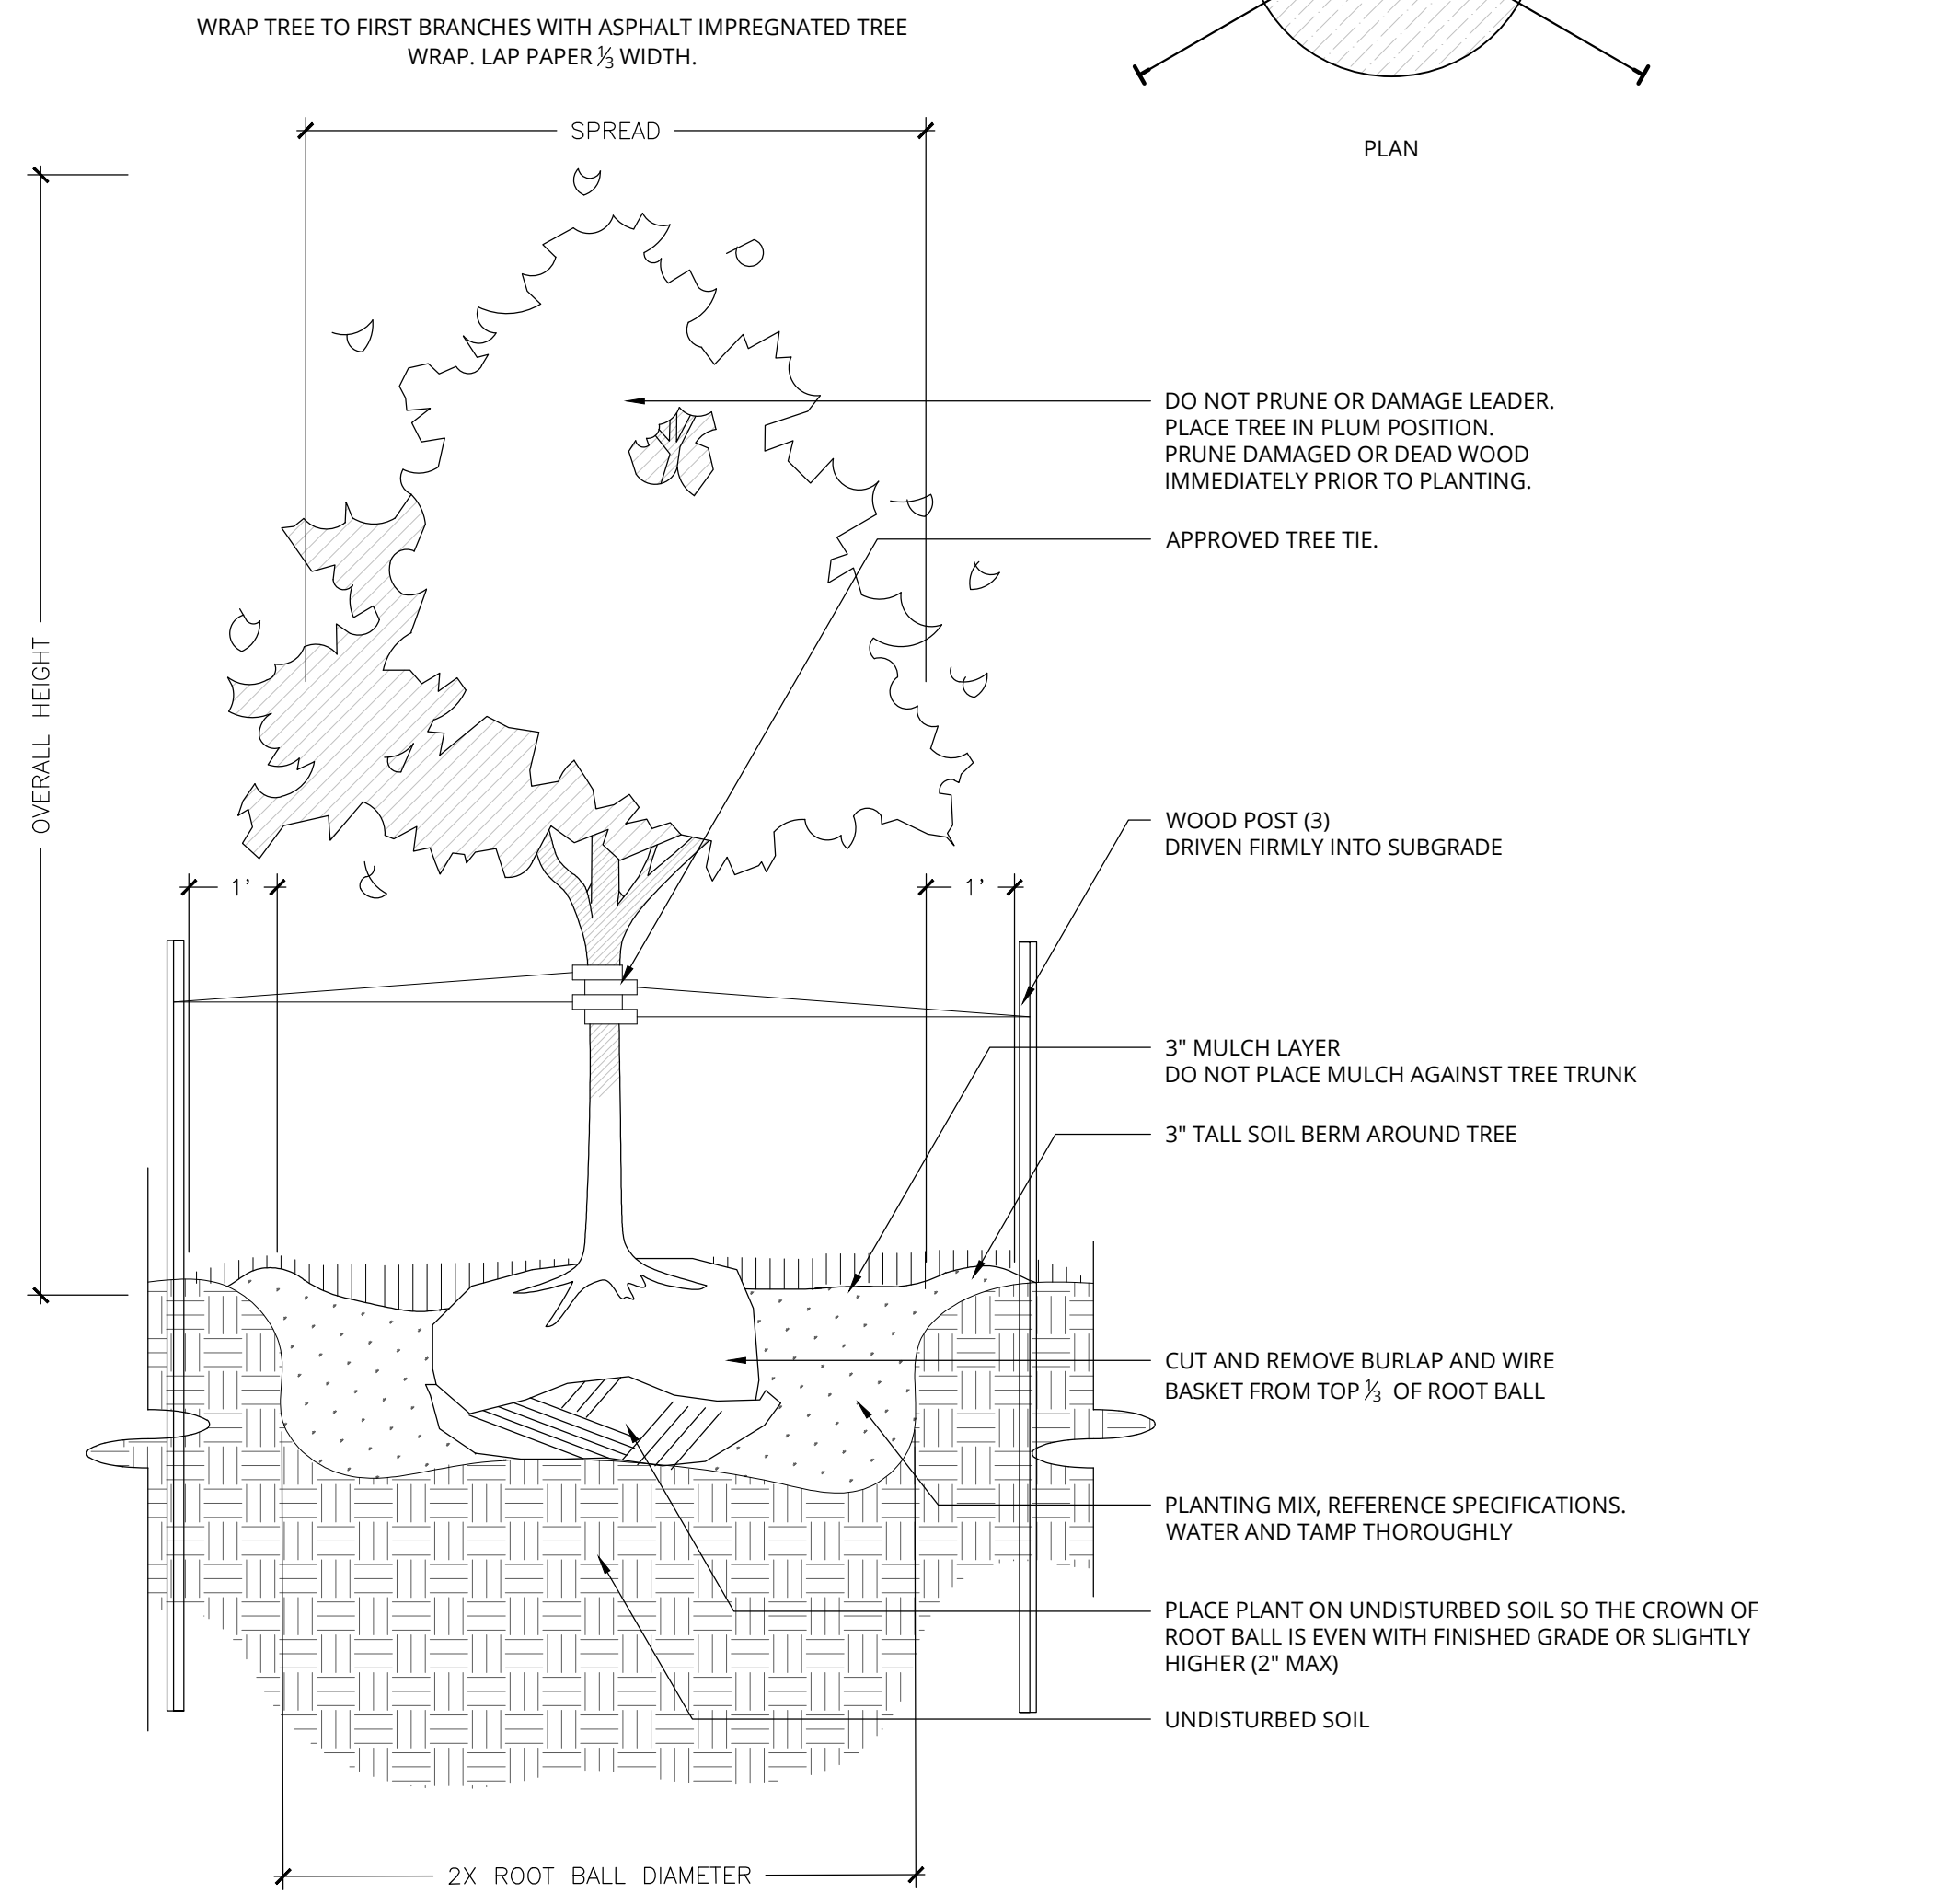 WRAP TREE TO FIRST BRANCHES WITH ASPHALT IMPREGNATED TREE
WRAP. LAP PAPER ⅓ WIDTH.
PLAN
SPREAD
OVERALL HEIGHT
DO NOT PRUNE OR DAMAGE LEADER.
PLACE TREE IN PLUM POSITION.
PRUNE DAMAGED OR DEAD WOOD
IMMEDIATELY PRIOR TO PLANTING.
APPROVED TREE TIE.
WOOD POST (3)
DRIVEN FIRMLY INTO SUBGRADE
1'
1'
3" MULCH LAYER
DO NOT PLACE MULCH AGAINST TREE TRUNK
3" TALL SOIL BERM AROUND TREE
CUT AND REMOVE BURLAP AND WIRE
BASKET FROM TOP ⅓ OF ROOT BALL
PLANTING MIX, REFERENCE SPECIFICATIONS.
WATER AND TAMP THOROUGHLY
PLACE PLANT ON UNDISTURBED SOIL SO THE CROWN OF
ROOT BALL IS EVEN WITH FINISHED GRADE OR SLIGHTLY
HIGHER (2" MAX)
UNDISTURBED SOIL
2X ROOT BALL DIAMETER